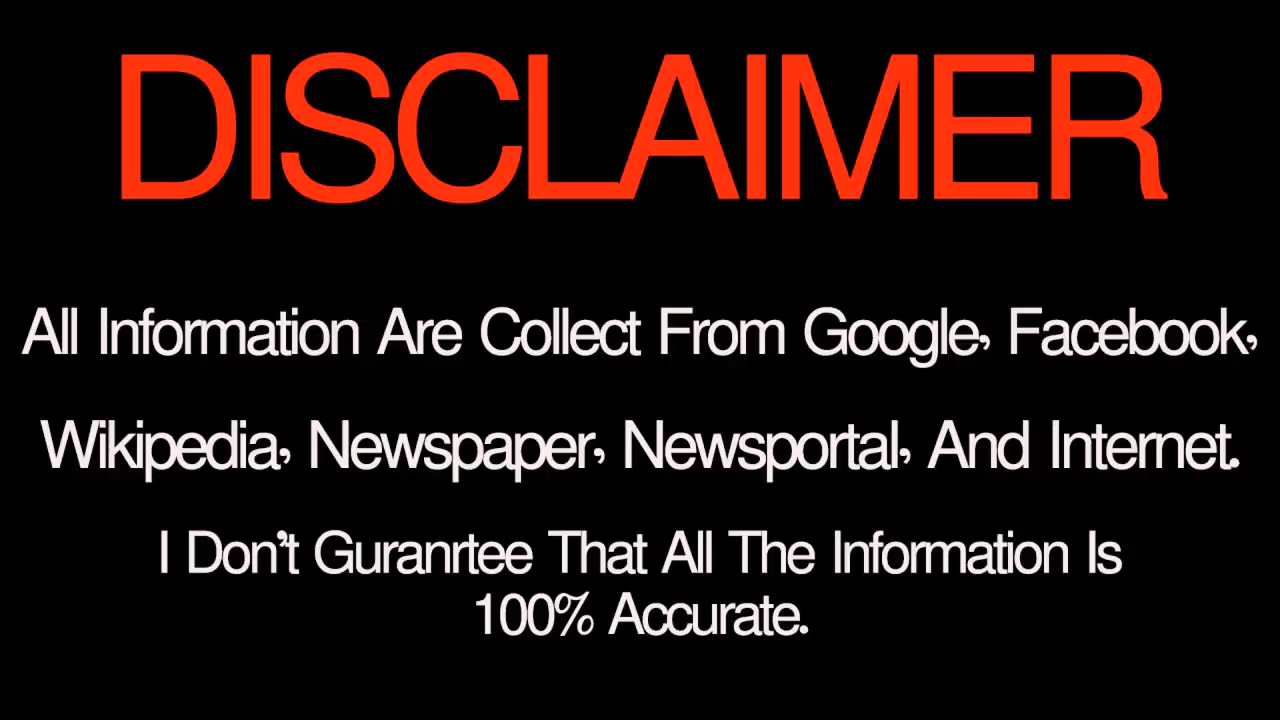 DISCLAIMER
All Information Are Collect From Google, Facebook,
Wikipedia, Newspaper, Newsportal, And Internet.
I Don't Guranrtee That All The Information Is
100% Accurate.